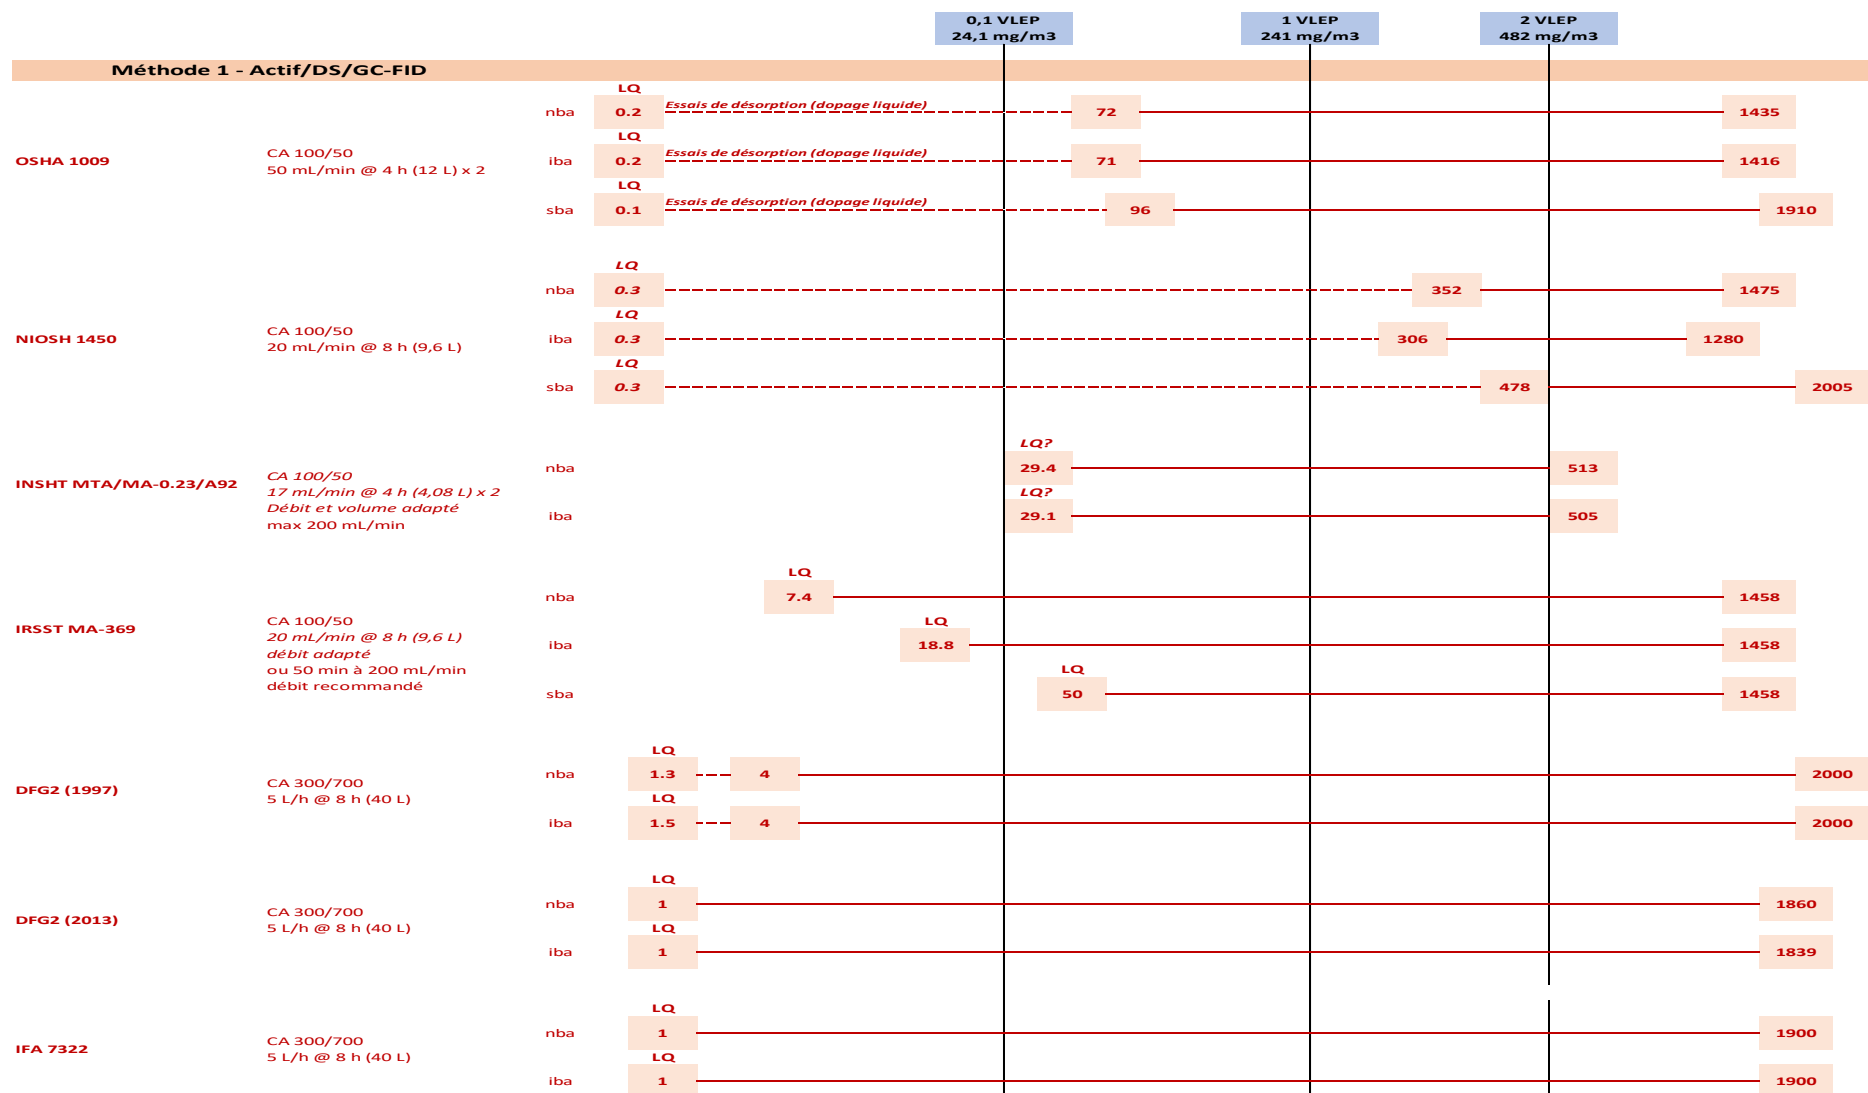 0,1 VLEP
24,1 mg/m3
1 VLEP
241 mg/m3
2 VLEP
482 mg/m3
Méthode 1 - Actif/DS/GC-FID
OSHA 1009
CA 100/50
50 mL/min @ 4 h (12 L) x 2
LQ
nba 0.2 Essais de désorption (dopage liquide) 72 1435
LQ
iba 0.2 Essais de désorption (dopage liquide) 71 1416
LQ
sba 0.1 Essais de désorption (dopage liquide) 96 1910
NIOSH 1450
CA 100/50
20 mL/min @ 8 h (9,6 L)
LQ
nba 0.3 352 1475
LQ
iba 0.3 306 1280
LQ
sba 0.3 478 2005
INSHT MTA/MA-0.23/A92
CA 100/50
17 mL/min @ 4 h (4,08 L) x 2
Débit et volume adapté
max 200 mL/min
LQ?
nba 29.4 513
LQ?
iba 29.1 505
IRSST MA-369
CA 100/50
20 mL/min @ 8 h (9,6 L)
débit adapté
ou 50 min à 200 mL/min
débit recommandé
LQ
nba 7.4 1458
LQ
iba 18.8 1458
LQ
sba 50 1458
DFG2 (1997)
CA 300/700
5 L/h @ 8 h (40 L)
LQ
nba 1.3 4 2000
LQ
iba 1.5 4 2000
DFG2 (2013)
CA 300/700
5 L/h @ 8 h (40 L)
LQ
nba 1 1860
LQ
iba 1 1839
IFA 7322
CA 300/700
5 L/h @ 8 h (40 L)
LQ
nba 1 1900
LQ
iba 1 1900